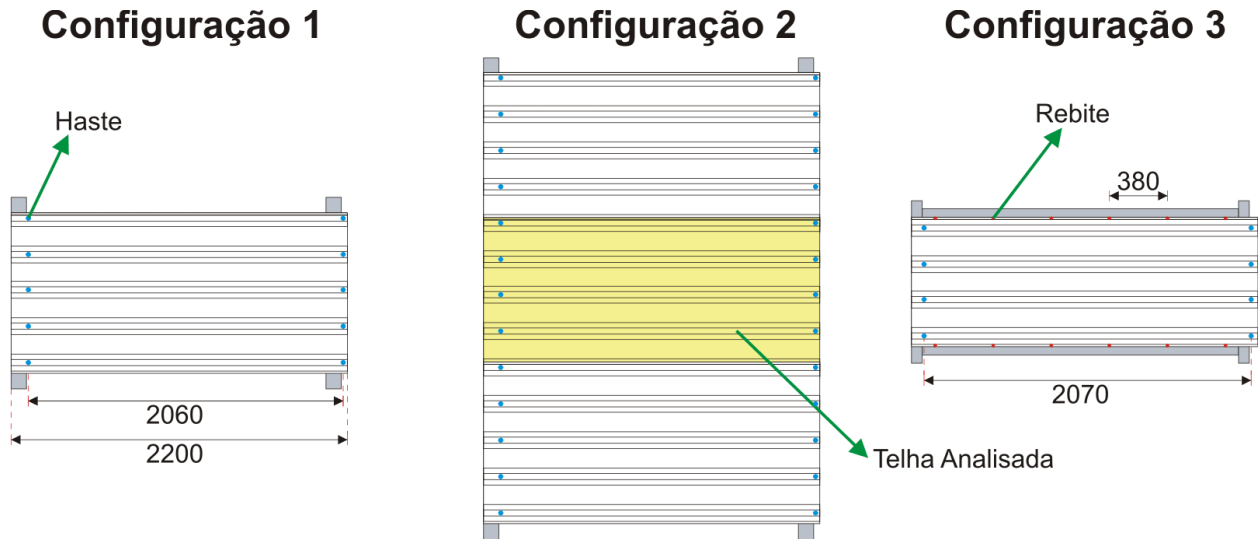 Configuração 1
Configuração 2
Configuração 3
Haste
Rebite
380
2060
2200
2070
Telha Analisada